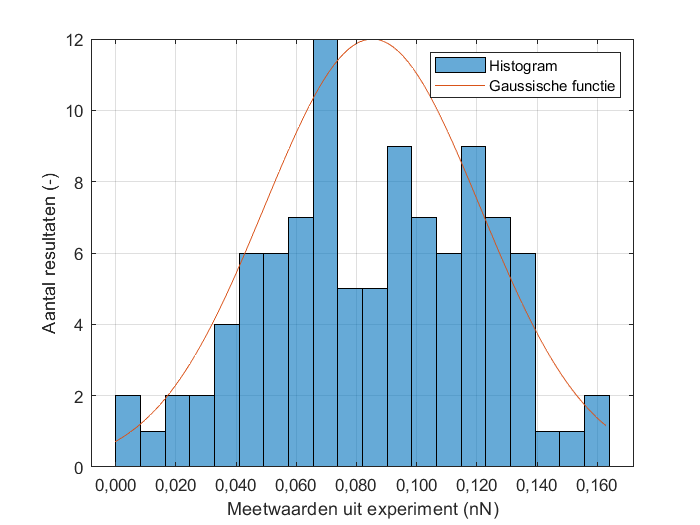 12
10
8
6
4
2
0
Aantal resultaten (-)
Histogram
Gaussische functie
0,000 0,020 0,040 0,060 0,080 0,100 0,120 0,140 0,160
Meetwaarden uit experiment (nN)